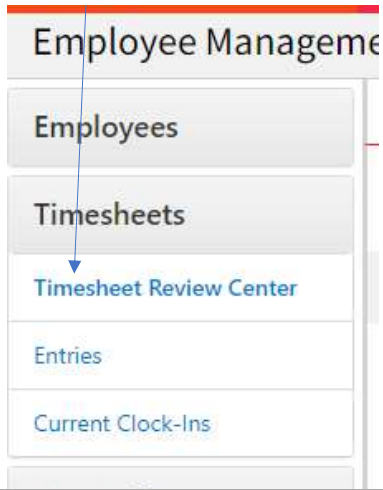 Employee Manageme
Employees
Timesheets
Timesheet Review Center
Entries
Current Clock-Ins